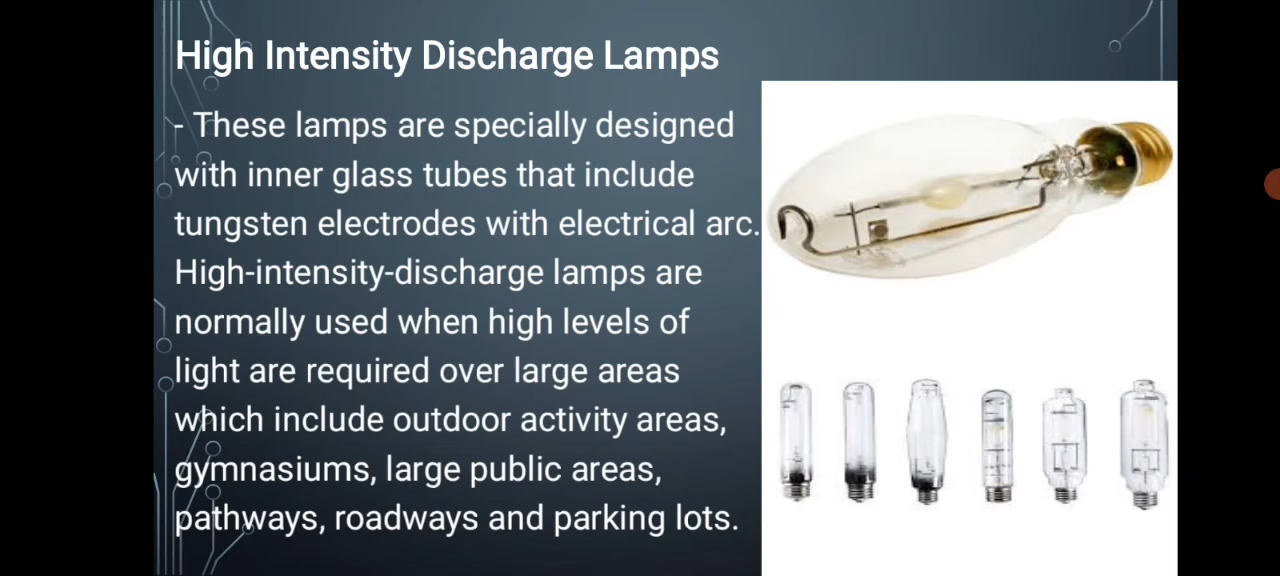 High Intensity Discharge Lamps
- These lamps are specially designed
with inner glass tubes that include
tungsten electrodes with electrical arc.
High-intensity-discharge lamps are
normally used when high levels of
light are required over large areas
which include outdoor activity areas,
gymnasiums, large public areas,
pathways, roadways and parking lots.